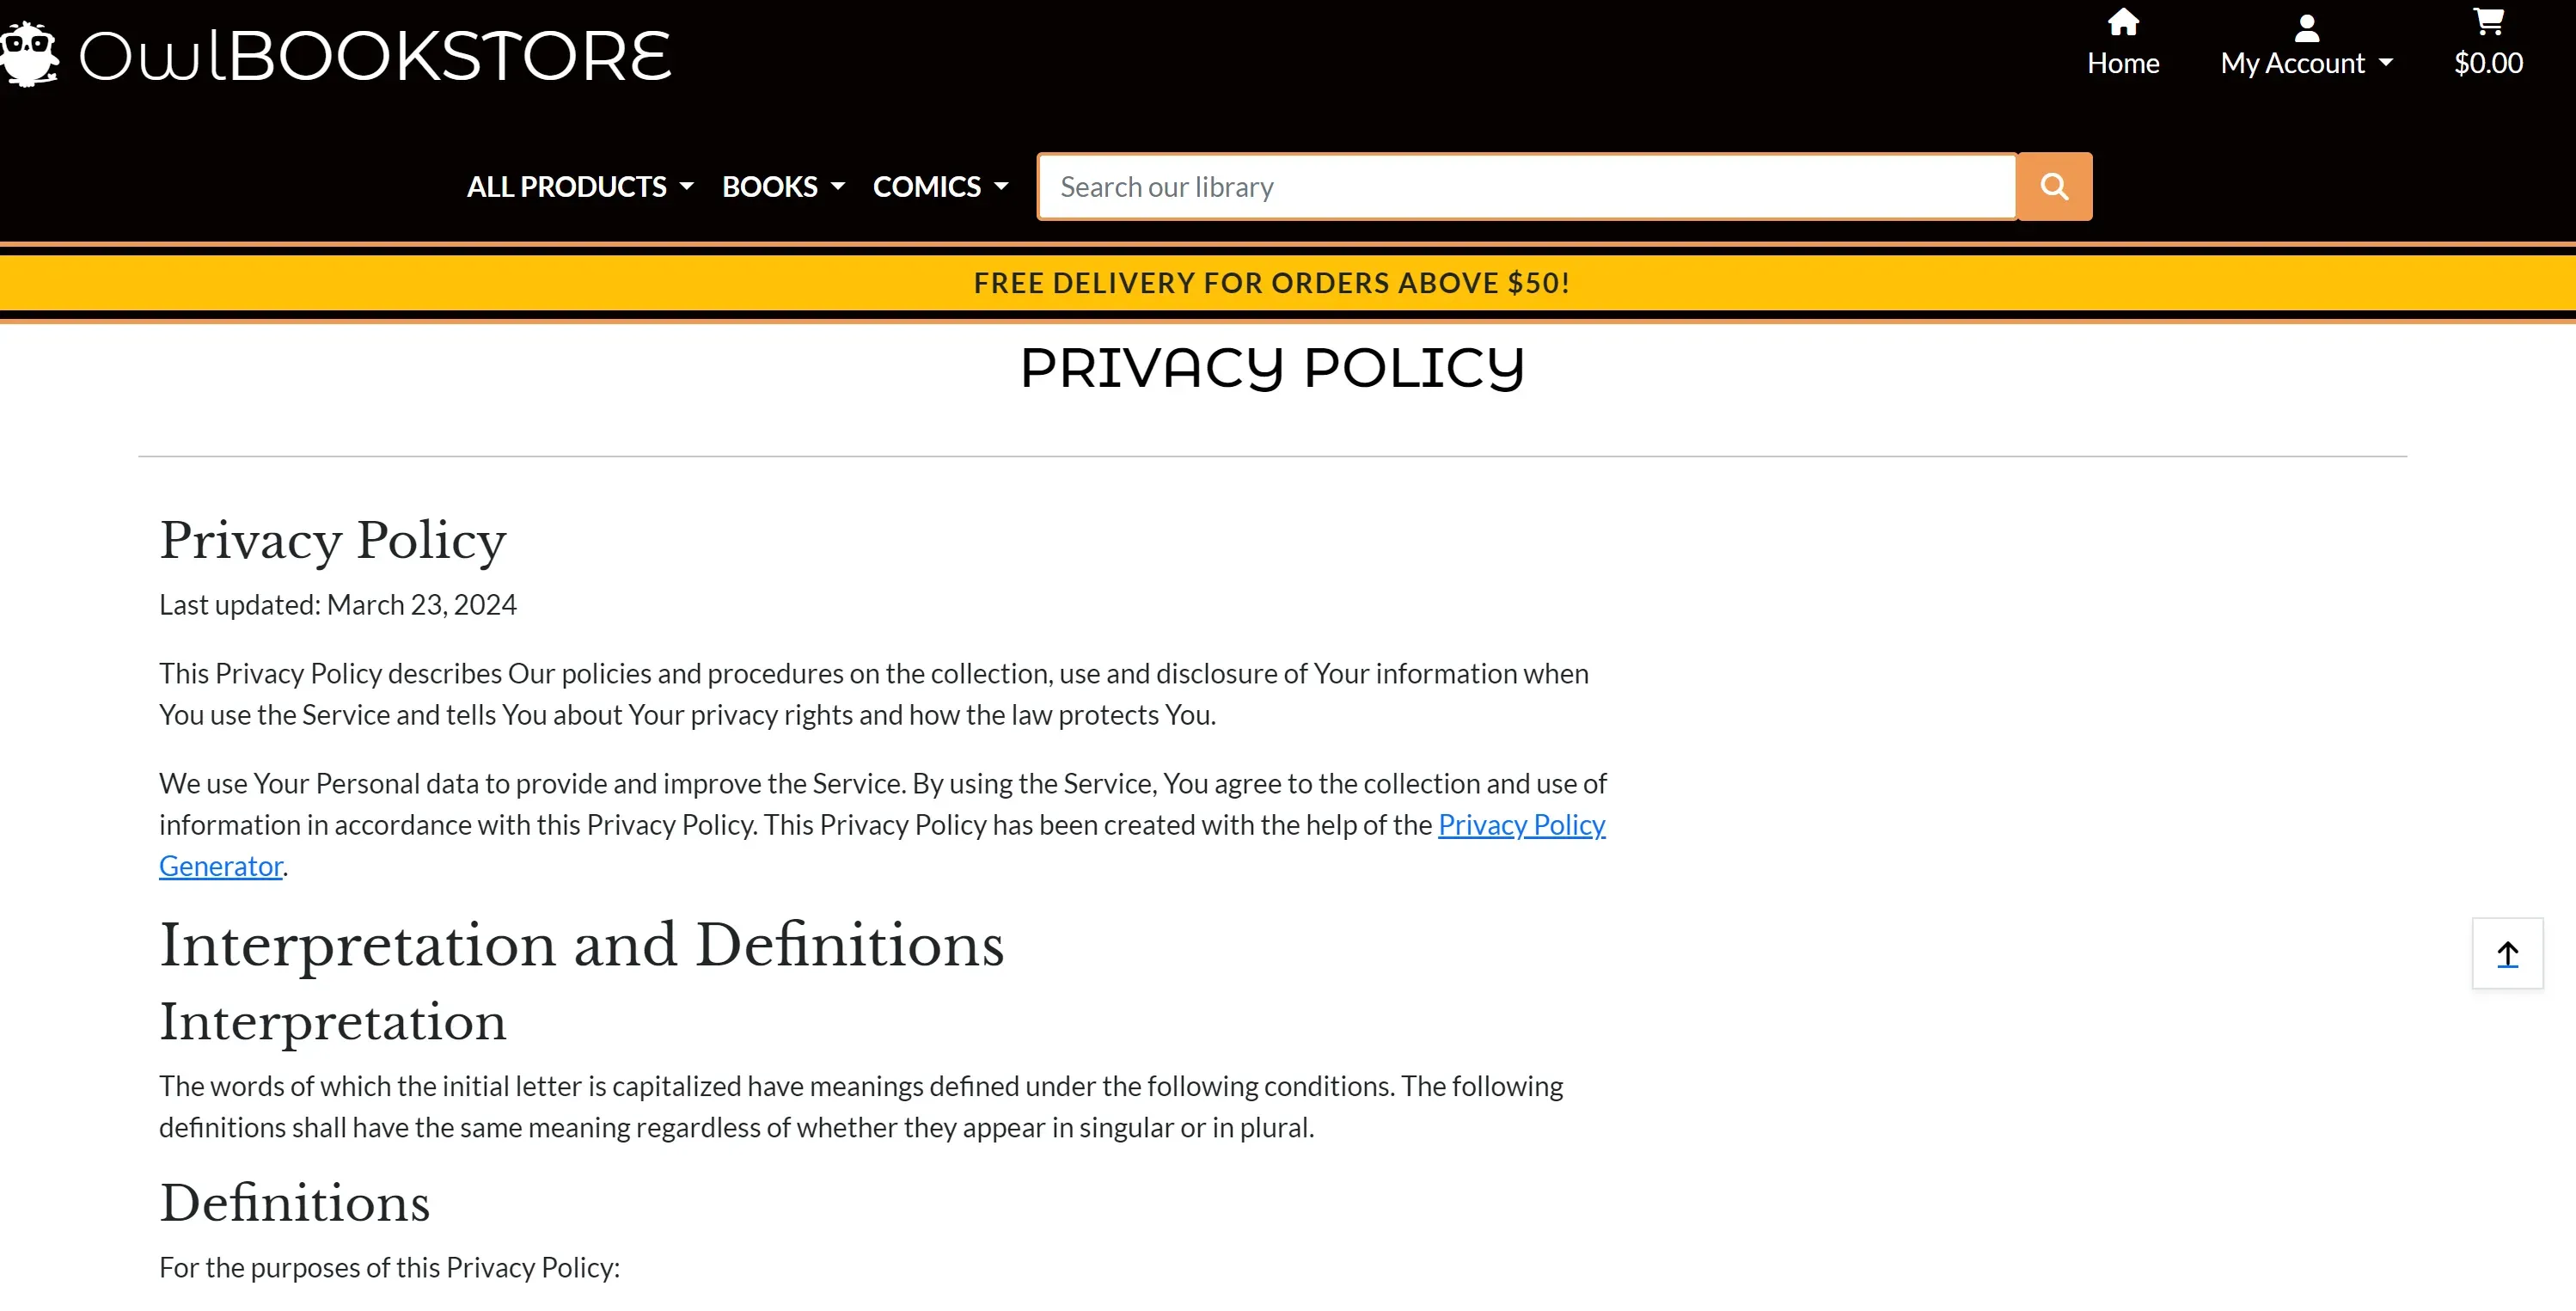 OwlBOOKSTORE
Home
My Account
$0.00
ALL PRODUCTS
BOOKS
COMICS
Search our library
FREE DELIVERY FOR ORDERS ABOVE $50!
PRIVACY POLICY
Privacy Policy
Last updated: March 23, 2024
This Privacy Policy describes Our policies and procedures on the collection, use and disclosure of Your information when
You use the Service and tells You about Your privacy rights and how the law protects You.
We use Your Personal data to provide and improve the Service. By using the Service, You agree to the collection and use of
information in accordance with this Privacy Policy. This Privacy Policy has been created with the help of the Privacy Policy
Generator.
Interpretation and Definitions
Interpretation
The words of which the initial letter is capitalized have meanings defined under the following conditions. The following
definitions shall have the same meaning regardless of whether they appear in singular or in plural.
Definitions
For the purposes of this Privacy Policy: